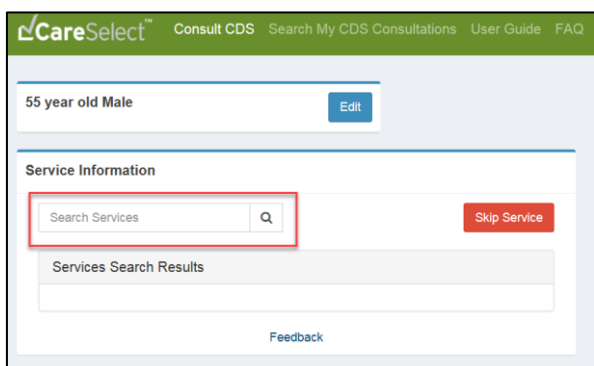 CareSelect™ Consult CDS Search My CDS Consultations User Guide FAQ
55 year old Male Edit
Service Information
Search Services Skip Service
Services Search Results
Feedback